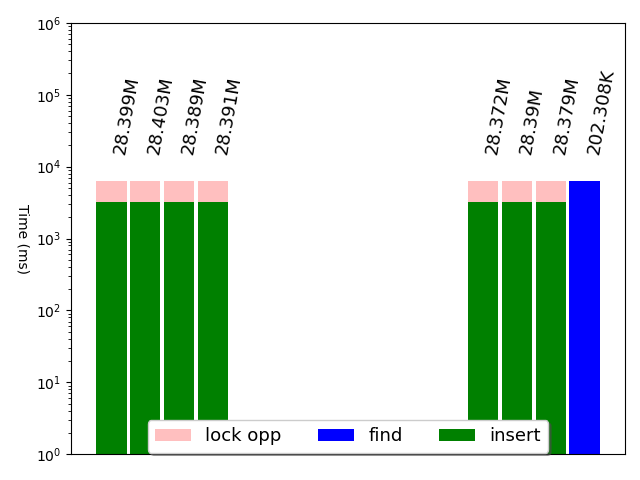 10^6
10^5
10^4
10^3
10^2
10^1
10^0
Time (ms)
28.399M
28.403M
28.389M
28.391M
28.372M
28.39M
28.379M
202.308K
lock opp
find
insert